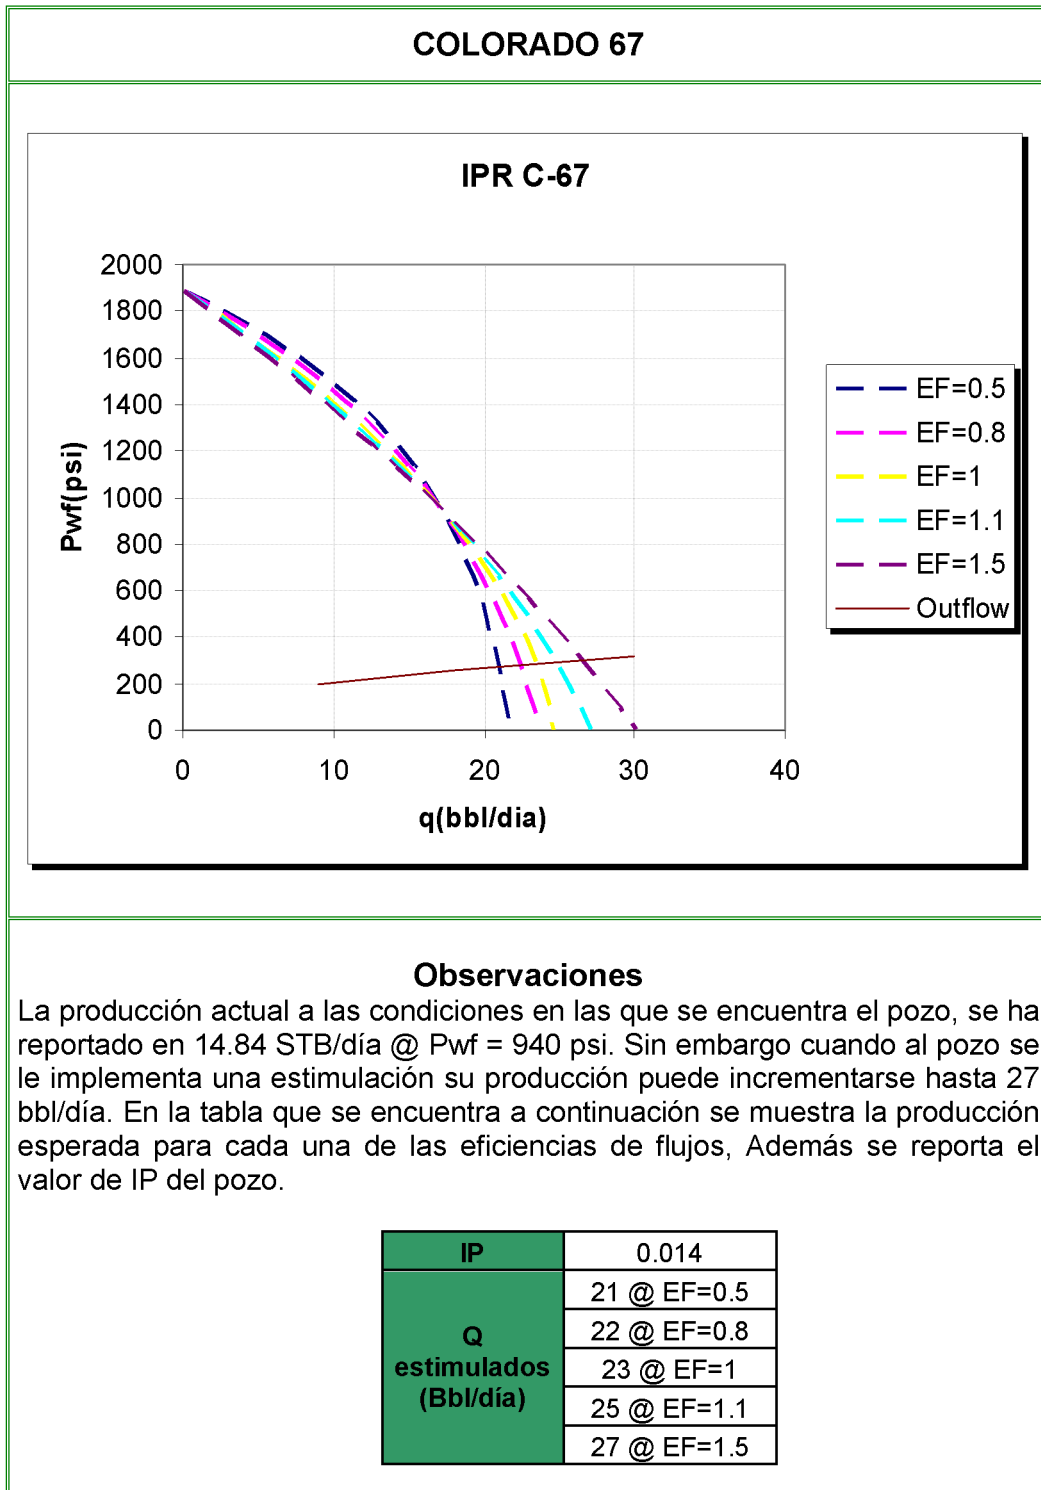 COLORADO 67
IPR C-67
2000
1800
1600
1400
1200
1000
800
600
400
200
0
Pwf(psi)
0 10 20 30 40
q(bbl/dia)
EF=0.5
EF=0.8
EF=1
EF=1.1
EF=1.5
Outflow
Observaciones
La producción actual a las condiciones en las que se encuentra el pozo, se ha
reportado en 14.84 STB/día @ Pwf = 940 psi. Sin embargo cuando al pozo se
le implementa una estimulación su producción puede incrementarse hasta 27
bbl/día. En la tabla que se encuentra a continuación se muestra la producción
esperada para cada una de las eficiencias de flujos, Además se reporta el
valor de IP del pozo.
IP 0.014
Q
estimulados
(Bbl/día)
21 @ EF=0.5
22 @ EF=0.8
23 @ EF=1
25 @ EF=1.1
27 @ EF=1.5